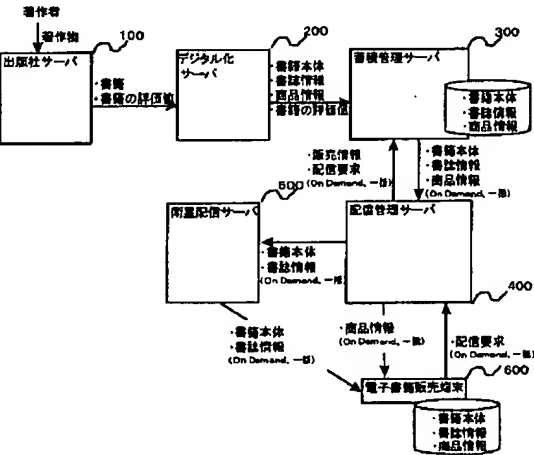 著作者
著作物
100
出版社サーバ
・書籍
・書籍の評価値
200
デジタル化
サーバ
・書籍本体
・書誌情報
・商品情報
・書籍の評価値
300
蓄積管理サーバ
・書籍本体
・書誌情報
・商品情報
・販売情報
・配信要求
(On Demand、一括)
・書籍本体
・書誌情報
・商品情報
(On Demand、一括)
500
配信サーバ
配信管理サーバ
400
・書籍本体
・書誌情報
(On Demand、一括)
・書籍本体
・書誌情報
(On Demand、一括)
・商品情報
(On Demand、一括)
・配信要求
(On Demand、一括)
600
電子書籍販売端末
・書籍本体
・書誌情報
・商品情報